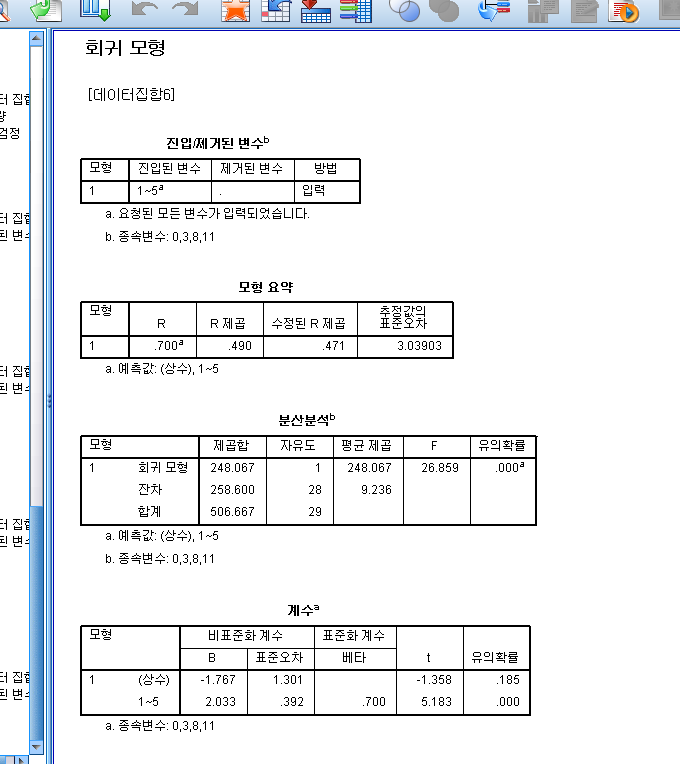 회귀 모형
[데이터집합6]
터 집합
량
검정
터 집합
된 변수
터 집합
된 변수
터 집합
된 변수
터 집합
된 변수
진입/제거된 변수b
모형 진입된 변수 제거된 변수 방법
1 1~5a . 입력
a. 요청된 모든 변수가 입력되었습니다.
b. 종속변수: 0,3,8,11
모형 요약
모형 R R 제곱 수정된 R 제곱 추정값의 표준오차
1 .700a .490 .471 3.03903
a. 예측값: (상수), 1~5
분산분석b
모형 제곱합 자유도 평균 제곱 F 유의확률
1 회귀 모형 248.067 1 248.067 26.859 .000a
잔차 258.600 28 9.236
합계 506.667 29
a. 예측값: (상수), 1~5
b. 종속변수: 0,3,8,11
계수a
모형 비표준화 계수 표준화 계수 t 유의확률
B 표준오차 베타
1 (상수) -1.767 1.301 -1.358 .185
1~5 2.033 .392 .700 5.183 .000
a. 종속변수: 0,3,8,11